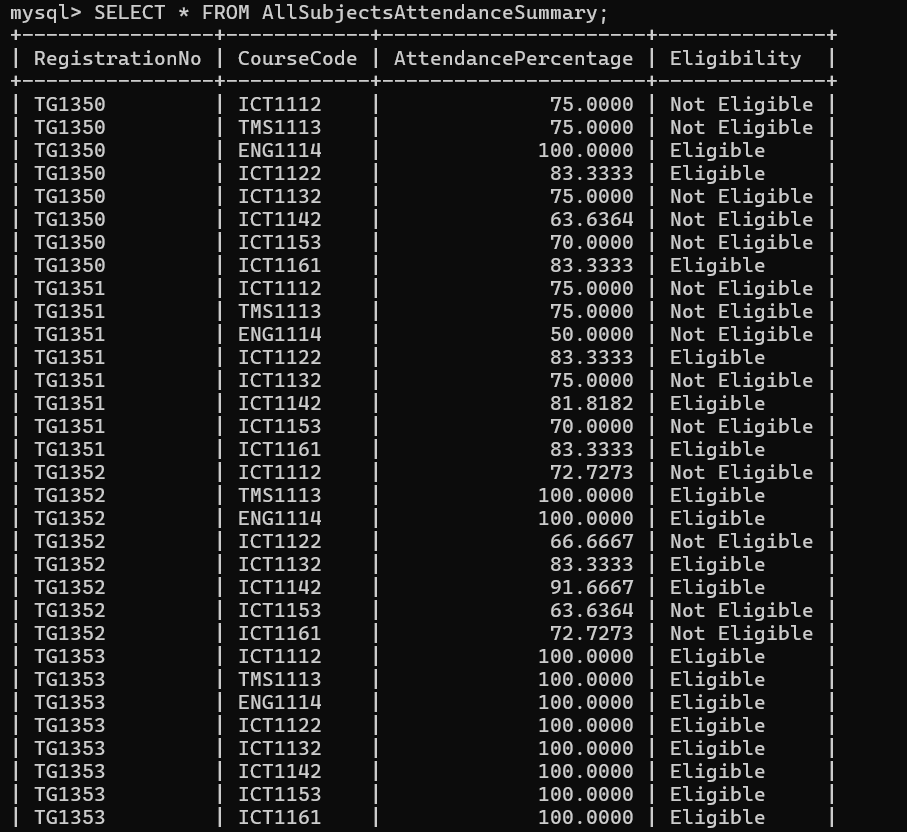 mysql> SELECT * FROM AllSubjectsAttendanceSummary;
+----------------+------------+----------------------+--------------+
| RegistrationNo | CourseCode | AttendancePercentage | Eligibility  |
+----------------+------------+----------------------+--------------+
| TG1350         | ICT1112    |              75.0000 | Not Eligible |
| TG1350         | TMS1113    |              75.0000 | Not Eligible |
| TG1350         | ENG1114    |             100.0000 | Eligible     |
| TG1350         | ICT1122    |              83.3333 | Eligible     |
| TG1350         | ICT1132    |              75.0000 | Not Eligible |
| TG1350         | ICT1142    |              63.6364 | Not Eligible |
| TG1350         | ICT1153    |              70.0000 | Not Eligible |
| TG1350         | ICT1161    |              83.3333 | Eligible     |
| TG1351         | ICT1112    |              75.0000 | Not Eligible |
| TG1351         | TMS1113    |              75.0000 | Not Eligible |
| TG1351         | ENG1114    |              50.0000 | Not Eligible |
| TG1351         | ICT1122    |              83.3333 | Eligible     |
| TG1351         | ICT1132    |              75.0000 | Not Eligible |
| TG1351         | ICT1142    |              81.8182 | Eligible     |
| TG1351         | ICT1153    |              70.0000 | Not Eligible |
| TG1351         | ICT1161    |              83.3333 | Eligible     |
| TG1352         | ICT1112    |              72.7273 | Not Eligible |
| TG1352         | TMS1113    |             100.0000 | Eligible     |
| TG1352         | ENG1114    |             100.0000 | Eligible     |
| TG1352         | ICT1122    |              66.6667 | Not Eligible |
| TG1352         | ICT1132    |              83.3333 | Eligible     |
| TG1352         | ICT1142    |              91.6667 | Eligible     |
| TG1352         | ICT1153    |              63.6364 | Not Eligible |
| TG1352         | ICT1161    |              72.7273 | Not Eligible |
| TG1353         | ICT1112    |             100.0000 | Eligible     |
| TG1353         | TMS1113    |             100.0000 | Eligible     |
| TG1353         | ENG1114    |             100.0000 | Eligible     |
| TG1353         | ICT1122    |             100.0000 | Eligible     |
| TG1353         | ICT1132    |             100.0000 | Eligible     |
| TG1353         | ICT1142    |             100.0000 | Eligible     |
| TG1353         | ICT1153    |             100.0000 | Eligible     |
| TG1353         | ICT1161    |             100.0000 | Eligible     |